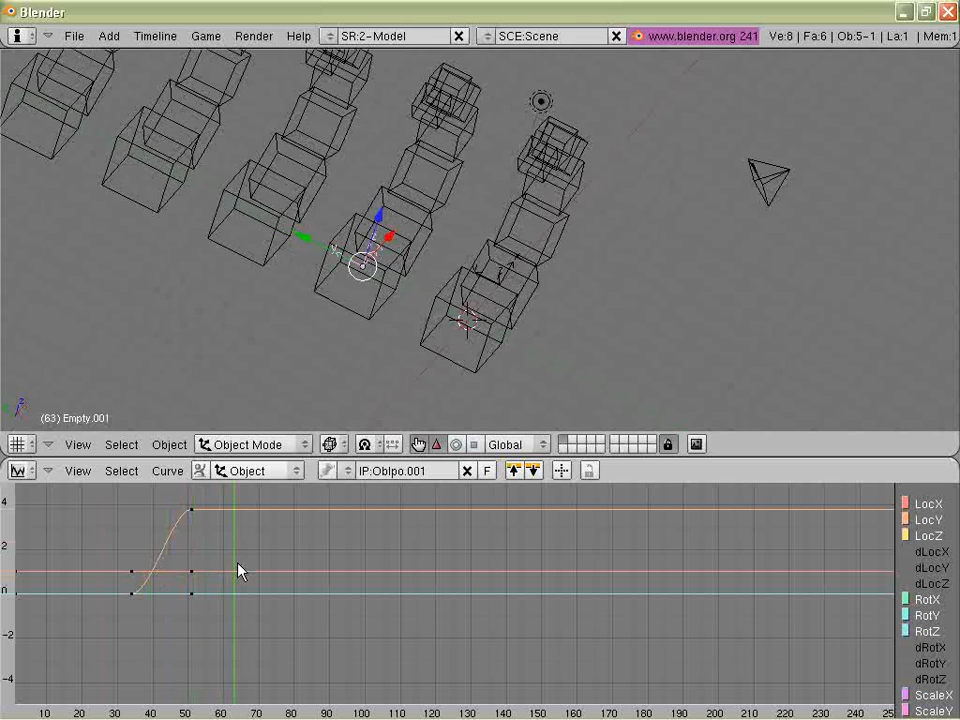 Blender
File Add Timeline Game Render Help SR:2-Model SCE:Scene www.blender.org 241 Ve:8 | Fa:6 | Ob:5-1 | La:1 | Mem:1
(63) Empty.001
View Select Object Object Mode Global
View Select Curve Object IP:ObIpo.001 F
4
2
0
-2
-4
LocX
LocY
LocZ
dLocX
dLocY
dLocZ
RotX
RotY
RotZ
dRotX
dRotY
dRotZ
ScaleX
ScaleY
10 20 30 40 50 60 70 80 90 100 110 120 130 140 150 160 170 180 190 200 210 220 230 240 25